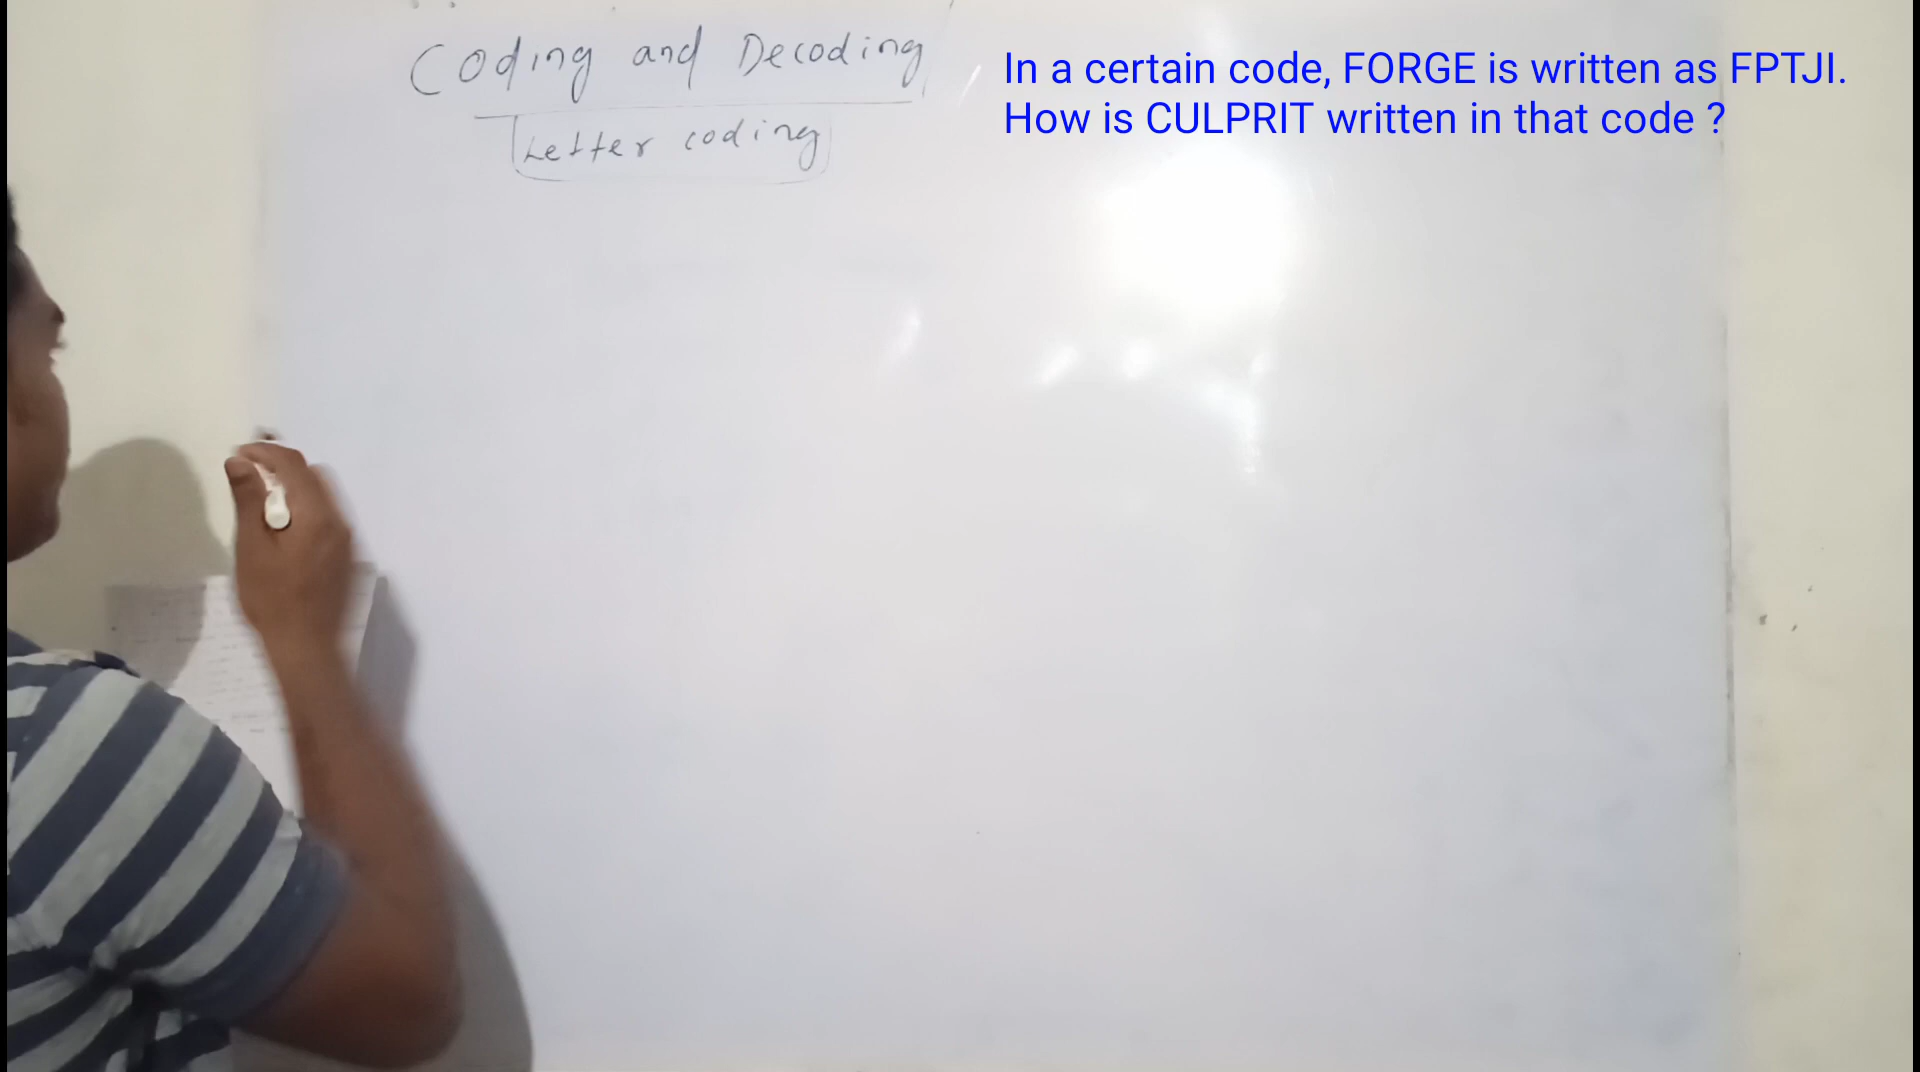 Coding and Decoding
Letter coding
In a certain code, FORGE is written as FPTJI.
How is CULPRIT written in that code ?